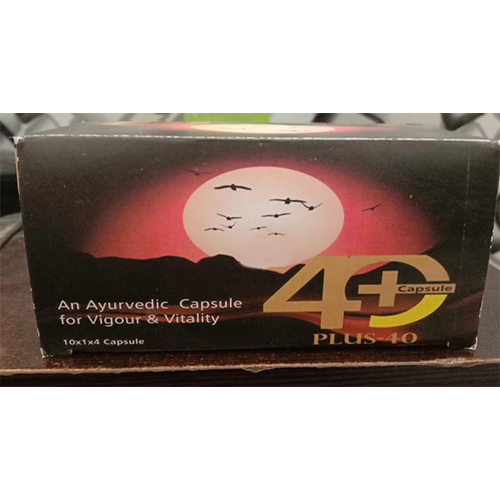 An Ayurvedic Capsule
for Vigour & Vitality
10x1x4 Capsule
40+
Capsule
PLUS-40